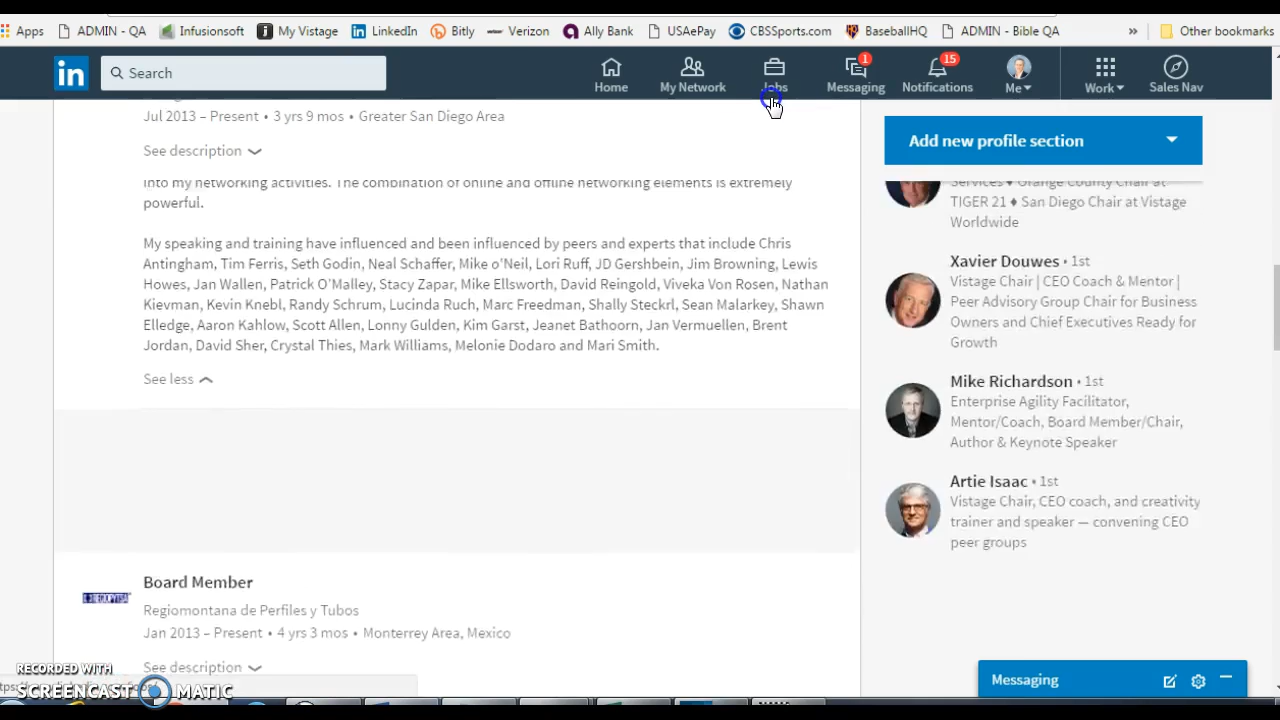 Apps ADMIN - QA Infusionsoft My Vistage LinkedIn Bitly Verizon Ally Bank USAePay CBSSports.com BaseballHQ ADMIN - Bible QA » Other bookmarks
in Search Home My Network Jobs Messaging 1 Notifications 15 Me Work Sales Nav
Jul 2013 – Present • 3 yrs 9 mos • Greater San Diego Area
See description
into my networking activities. The combination of online and offline networking elements is extremely
powerful.
My speaking and training have influenced and been influenced by peers and experts that include Chris
Antingham, Tim Ferris, Seth Godin, Neal Schaffer, Mike o'Neil, Lori Ruff, JD Gershbein, Jim Browning, Lewis
Howes, Jan Wallen, Patrick O'Malley, Stacy Zapar, Mike Ellsworth, David Reingold, Viveka Von Rosen, Nathan
Kievman, Kevin Knebl, Randy Schrum, Lucinda Ruch, Marc Freedman, Shally Steckrl, Sean Malarkey, Shawn
Elledge, Aaron Kahlow, Scott Allen, Lonny Gulden, Kim Garst, Jeanet Bathoorn, Jan Vermuellen, Brent
Jordan, David Sher, Crystal Thies, Mark Williams, Melonie Dodaro and Mari Smith.
See less
Board Member
Regiomontana de Perfiles y Tubos
Jan 2013 – Present • 4 yrs 3 mos • Monterrey Area, Mexico
See description
Add new profile section
Services ♦ Orange County Chair at
TIGER 21 ♦ San Diego Chair at Vistage
Worldwide
Xavier Douwes • 1st
Vistage Chair | CEO Coach & Mentor |
Peer Advisory Group Chair for Business
Owners and Chief Executives Ready for
Growth
Mike Richardson • 1st
Enterprise Agility Facilitator,
Mentor/Coach, Board Member/Chair,
Author & Keynote Speaker
Artie Isaac • 1st
Vistage Chair, CEO coach, and creativity
trainer and speaker — convening CEO
peer groups
Messaging
RECORDED WITH
SCREENCAST MATIC